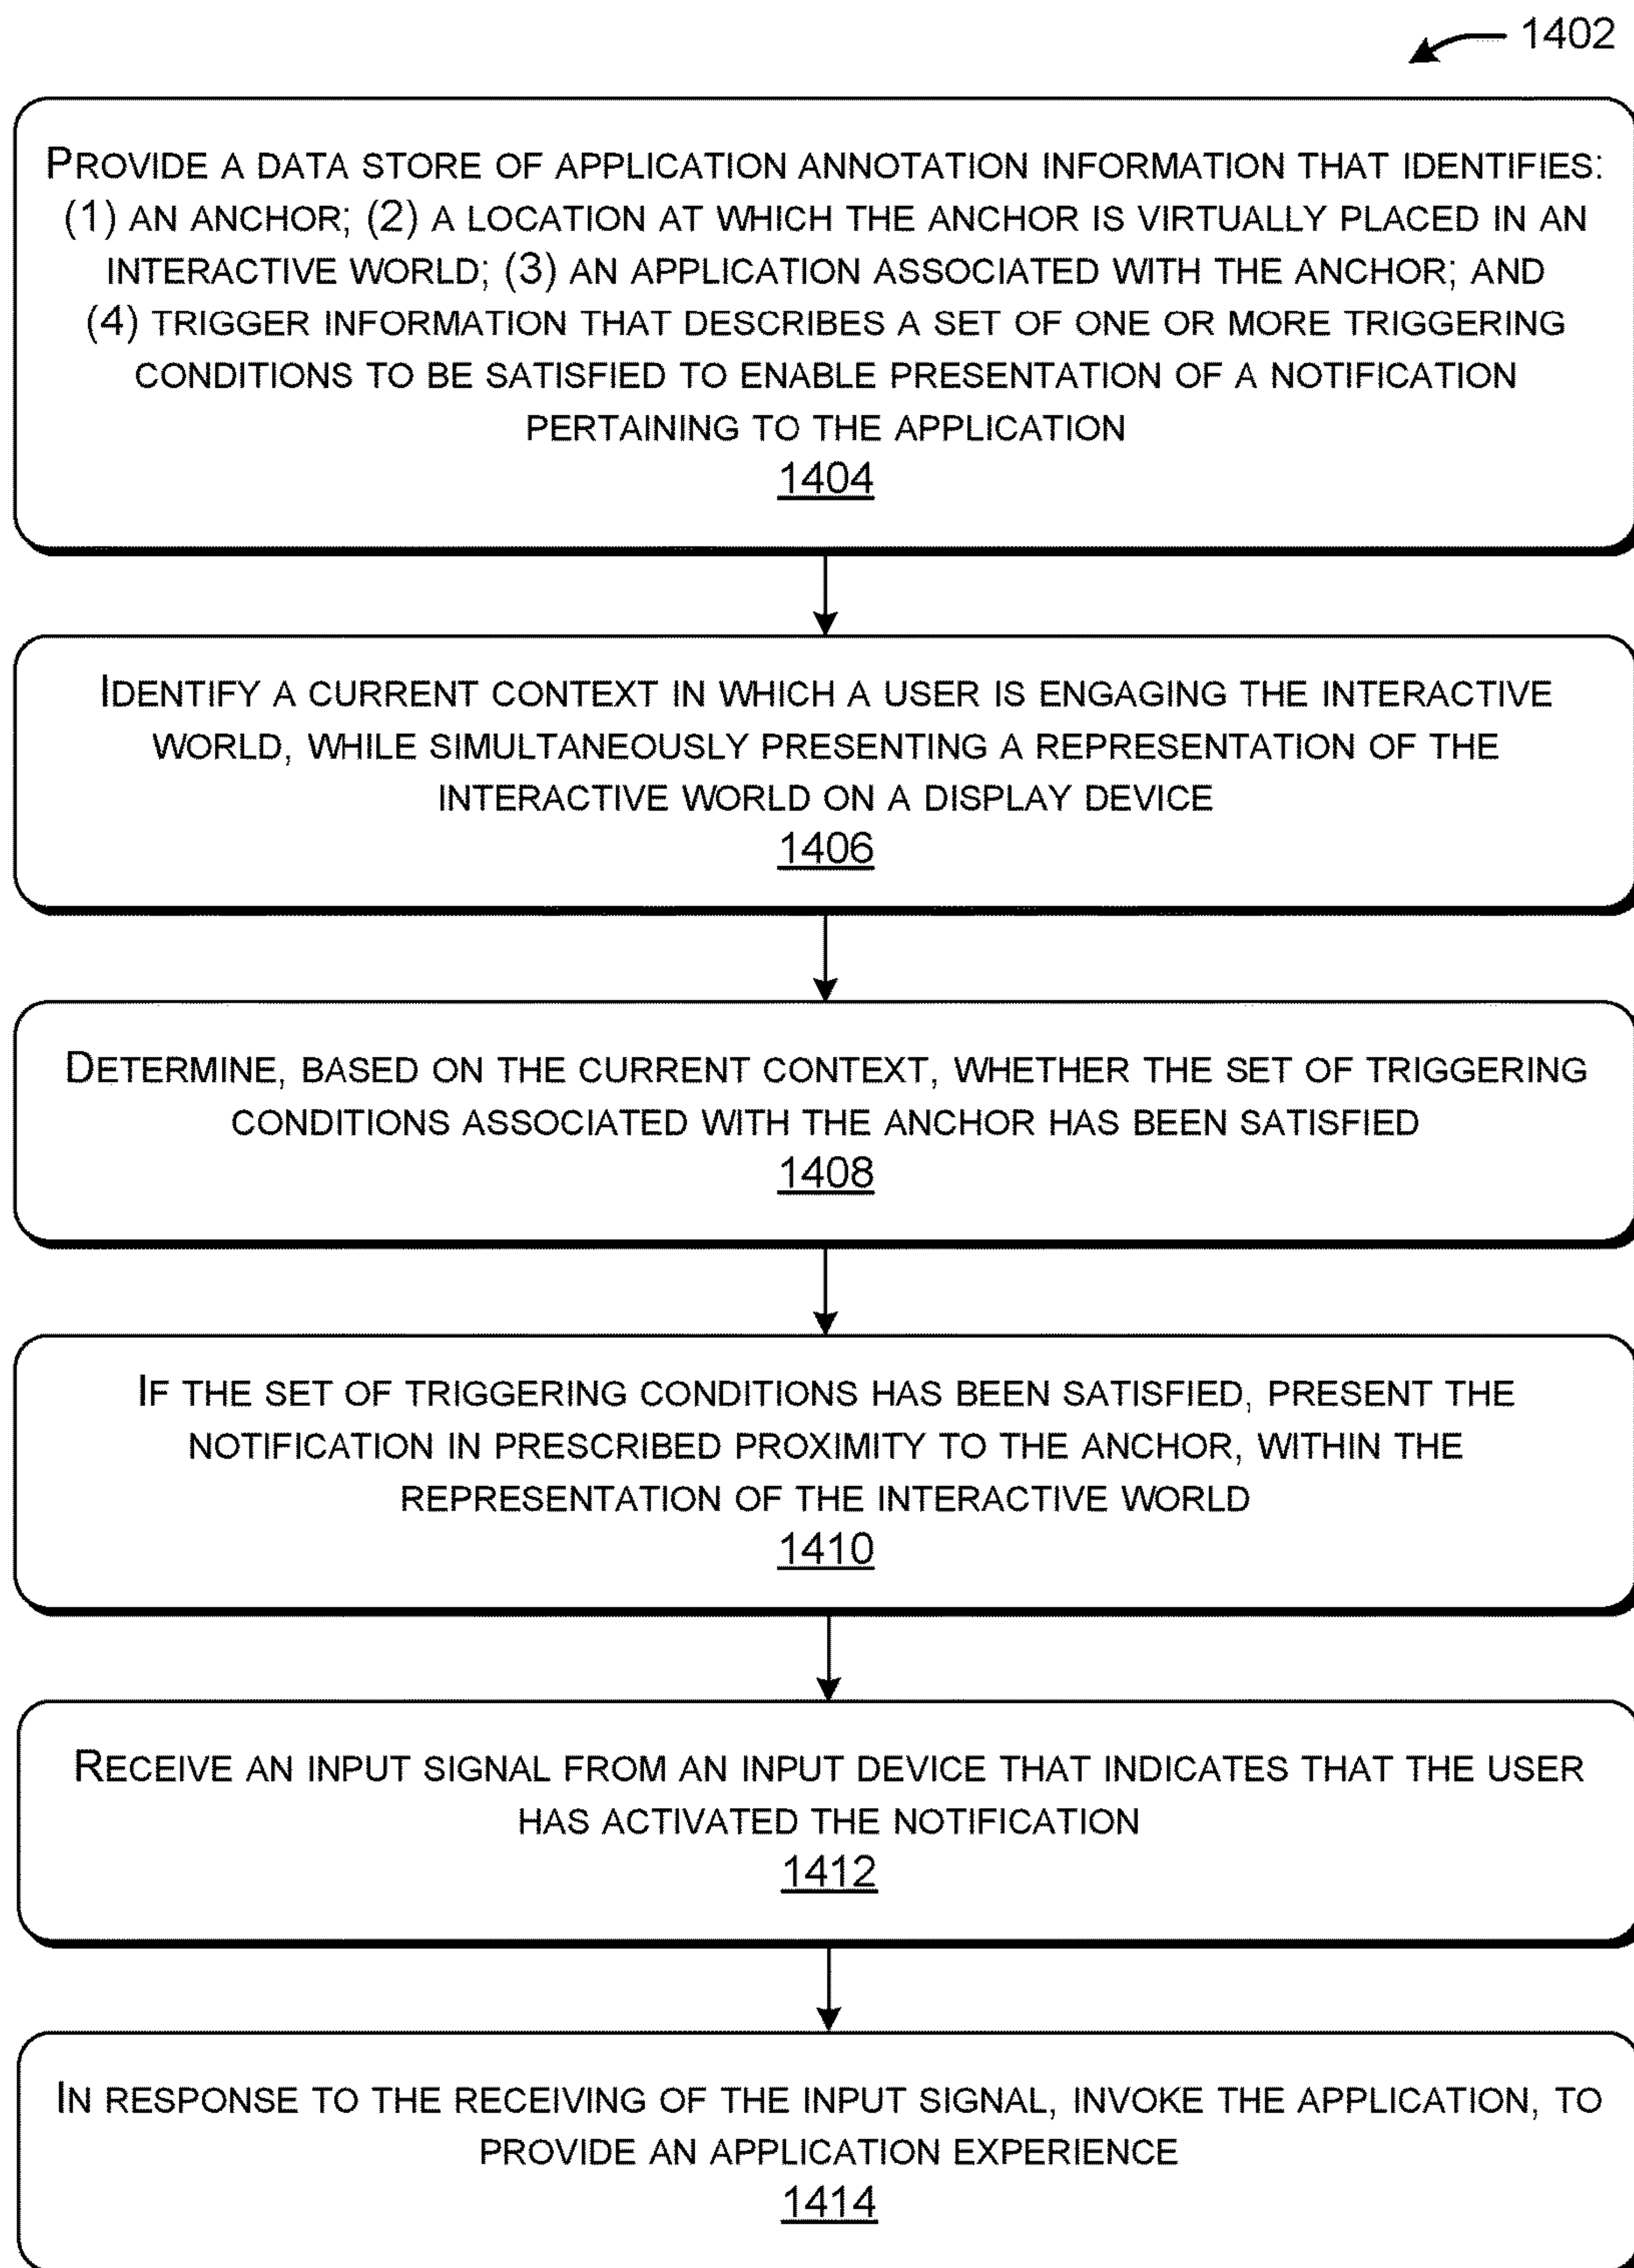 1402
PROVIDE A DATA STORE OF APPLICATION ANNOTATION INFORMATION THAT IDENTIFIES:
(1) AN ANCHOR; (2) A LOCATION AT WHICH THE ANCHOR IS VIRTUALLY PLACED IN AN
INTERACTIVE WORLD; (3) AN APPLICATION ASSOCIATED WITH THE ANCHOR; AND
(4) TRIGGER INFORMATION THAT DESCRIBES A SET OF ONE OR MORE TRIGGERING
CONDITIONS TO BE SATISFIED TO ENABLE PRESENTATION OF A NOTIFICATION
PERTAINING TO THE APPLICATION
1404
IDENTIFY A CURRENT CONTEXT IN WHICH A USER IS ENGAGING THE INTERACTIVE
WORLD, WHILE SIMULTANEOUSLY PRESENTING A REPRESENTATION OF THE
INTERACTIVE WORLD ON A DISPLAY DEVICE
1406
DETERMINE, BASED ON THE CURRENT CONTEXT, WHETHER THE SET OF TRIGGERING
CONDITIONS ASSOCIATED WITH THE ANCHOR HAS BEEN SATISFIED
1408
IF THE SET OF TRIGGERING CONDITIONS HAS BEEN SATISFIED, PRESENT THE
NOTIFICATION IN PRESCRIBED PROXIMITY TO THE ANCHOR, WITHIN THE
REPRESENTATION OF THE INTERACTIVE WORLD
1410
RECEIVE AN INPUT SIGNAL FROM AN INPUT DEVICE THAT INDICATES THAT THE USER
HAS ACTIVATED THE NOTIFICATION
1412
IN RESPONSE TO THE RECEIVING OF THE INPUT SIGNAL, INVOKE THE APPLICATION, TO
PROVIDE AN APPLICATION EXPERIENCE
1414